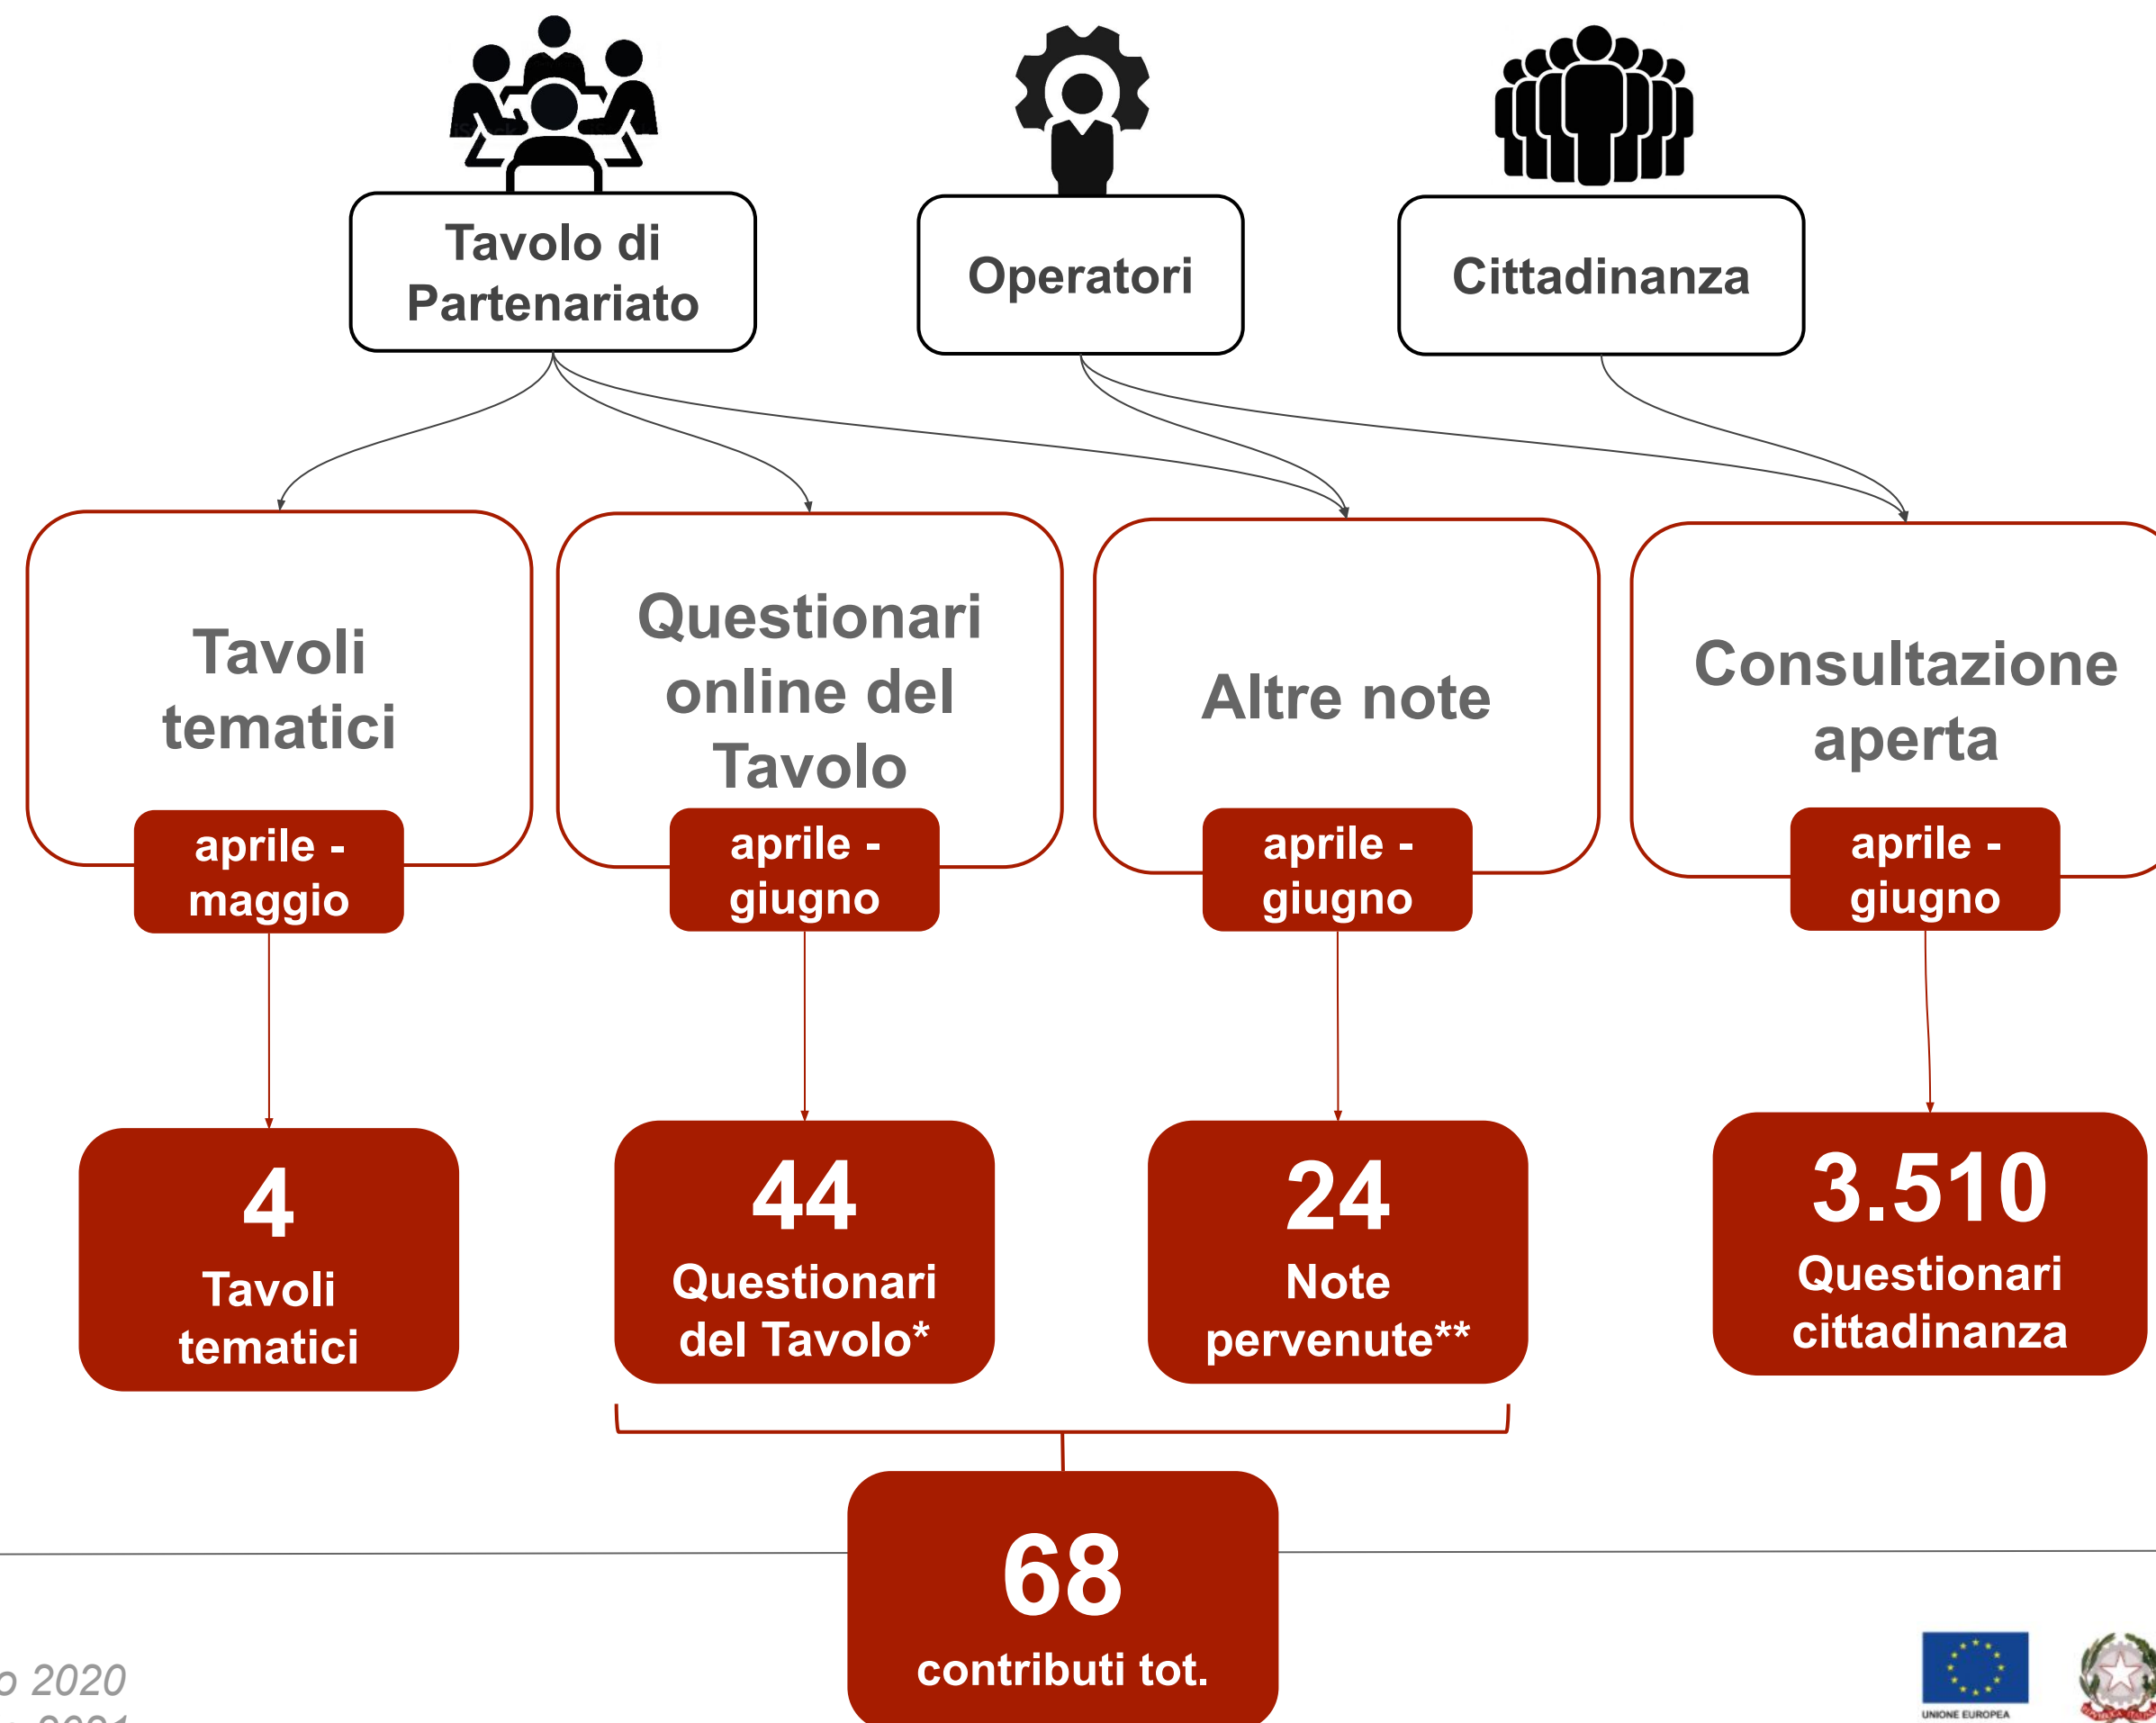 Tavolo di
Partenariato
Operatori
Cittadinanza
Tavoli
tematici
Questionari
online del
Tavolo
Altre note
Consultazione
aperta
aprile -
maggio
aprile -
giugno
aprile -
giugno
aprile -
giugno
4
Tavoli
tematici
44
Questionari
del Tavolo*
24
Note
pervenute**
3.510
Questionari
cittadinanza
68
contributi tot.
o 2020
2021
UNIONE EUROPEA